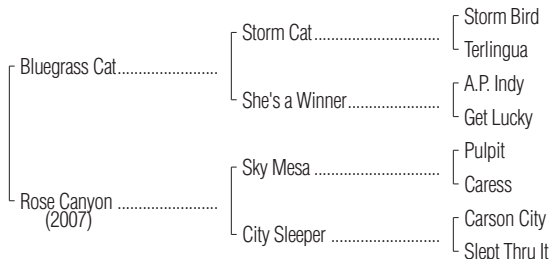 Storm Bird
Storm Cat
Terlingua
Bluegrass Cat
A.P. Indy
She's a Winner
Get Lucky
Pulpit
Sky Mesa
Caress
Rose Canyon
(2007)
Carson City
City Sleeper
Slept Thru It